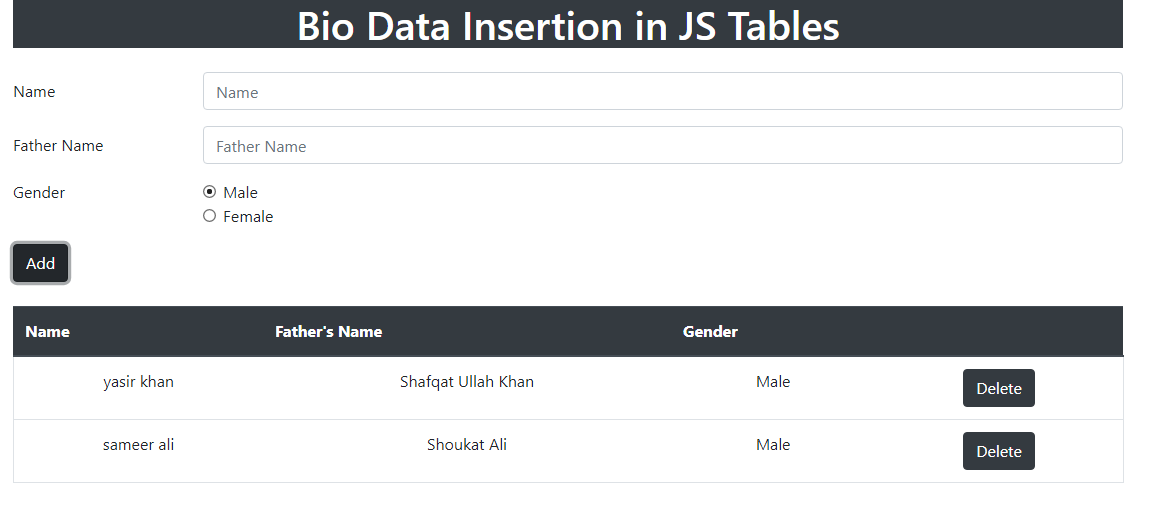 Bio Data Insertion in JS Tables
Name Name
Father Name Father Name
Gender Male
Female
Add
Name Father's Name Gender
yasir khan Shafqat Ullah Khan Male Delete
sameer ali Shoukat Ali Male Delete